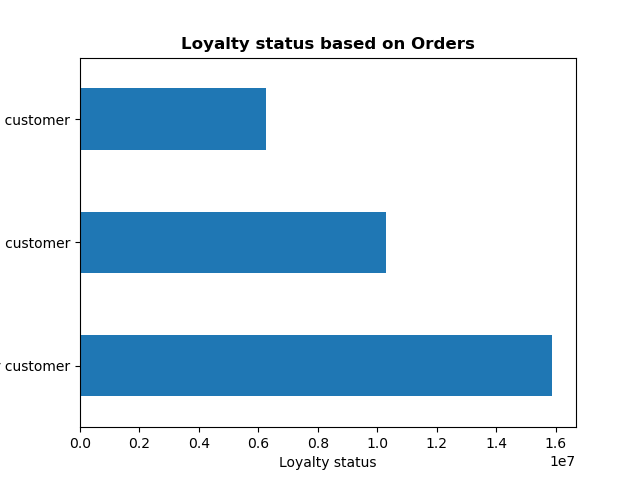 Loyalty status based on Orders
customer
customer
customer
0.0 0.2 0.4 0.6 0.8 1.0 1.2 1.4 1.6
1e7
Loyalty status